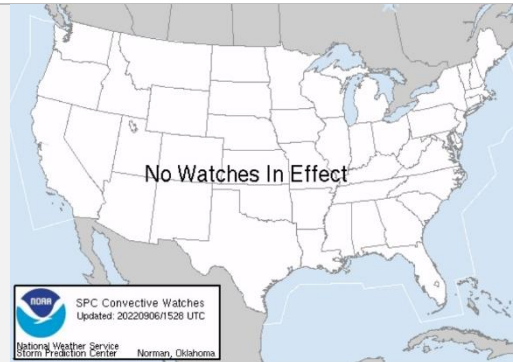 No Watches In Effect
NOAA
SPC Convective Watches
Updated: 20220906/1528 UTC
National Weather Service
Storm Prediction Center Norman, Oklahoma